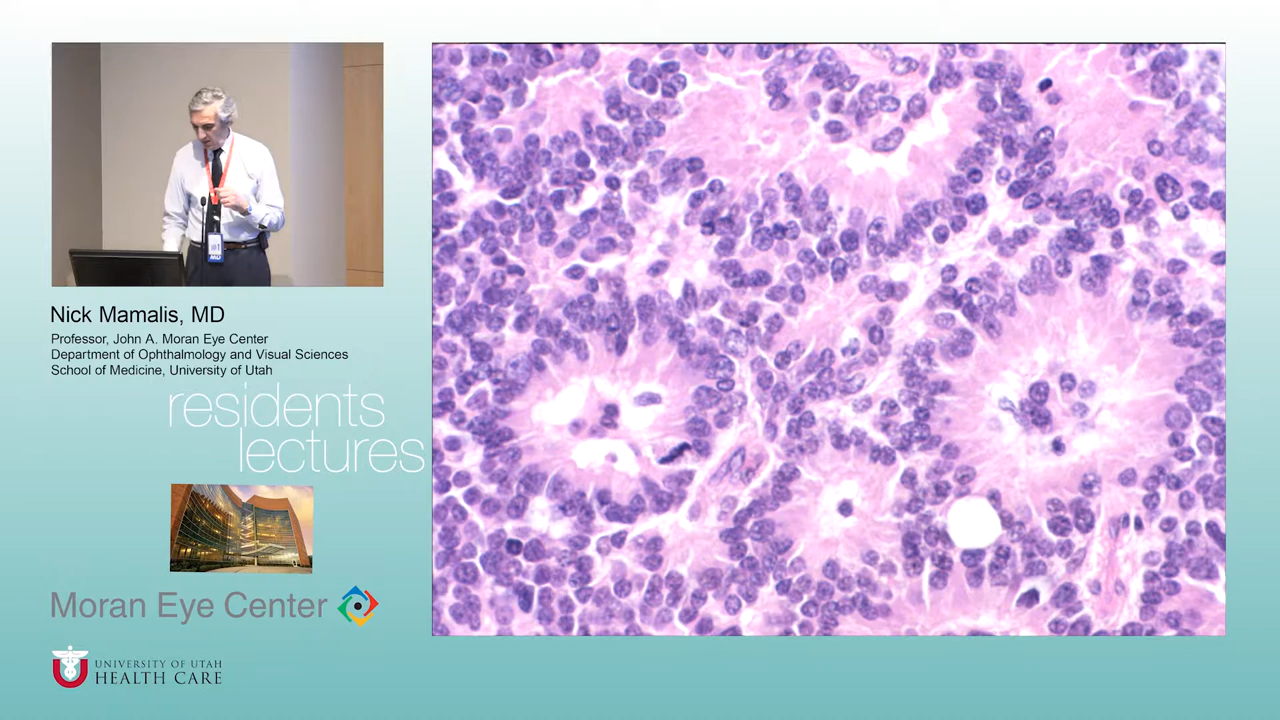 Nick Mamalis, MD
Professor, John A. Moran Eye Center
Department of Ophthalmology and Visual Sciences
School of Medicine, University of Utah
residents
lectures
Moran Eye Center
UNIVERSITY OF UTAH
HEALTH CARE